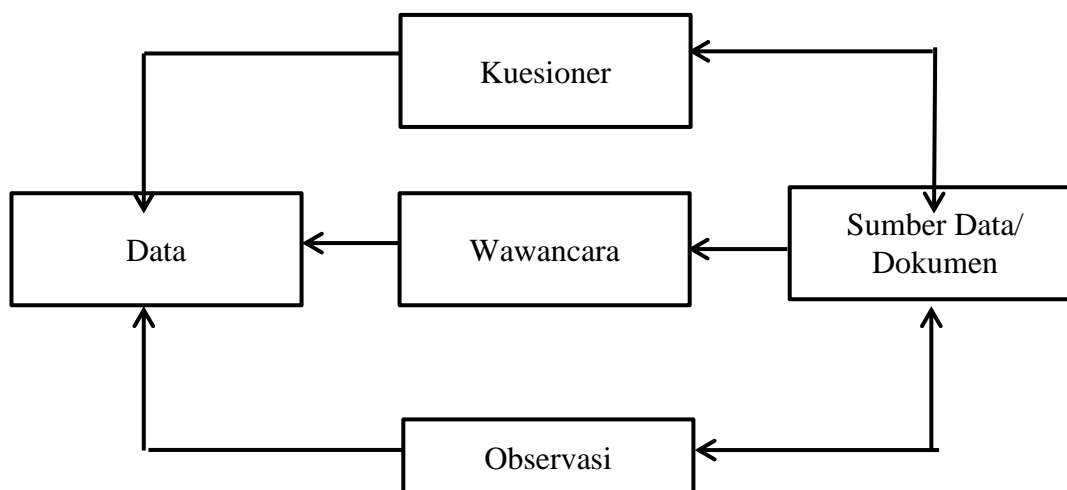 Kuesioner
Data
Wawancara
Sumber Data/
Dokumen
Observasi